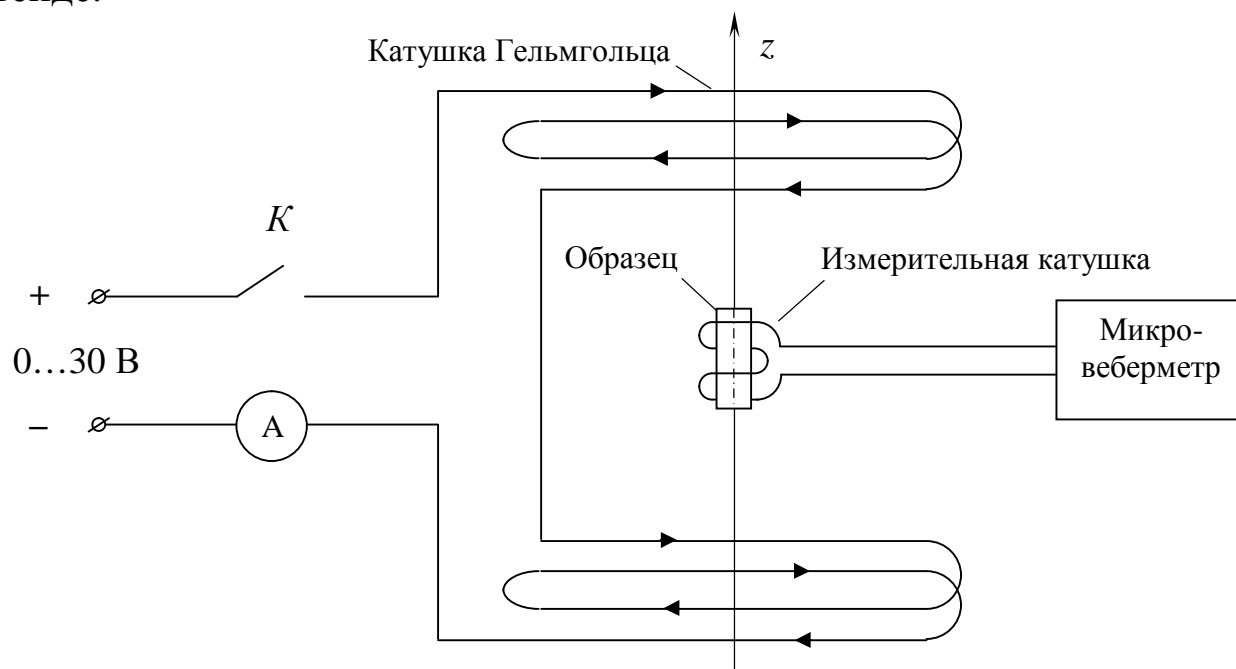 Катушка Гельмгольца
z
К
Образец
Измерительная катушка
+
0…30 В
–
А
Микро-
веберметр